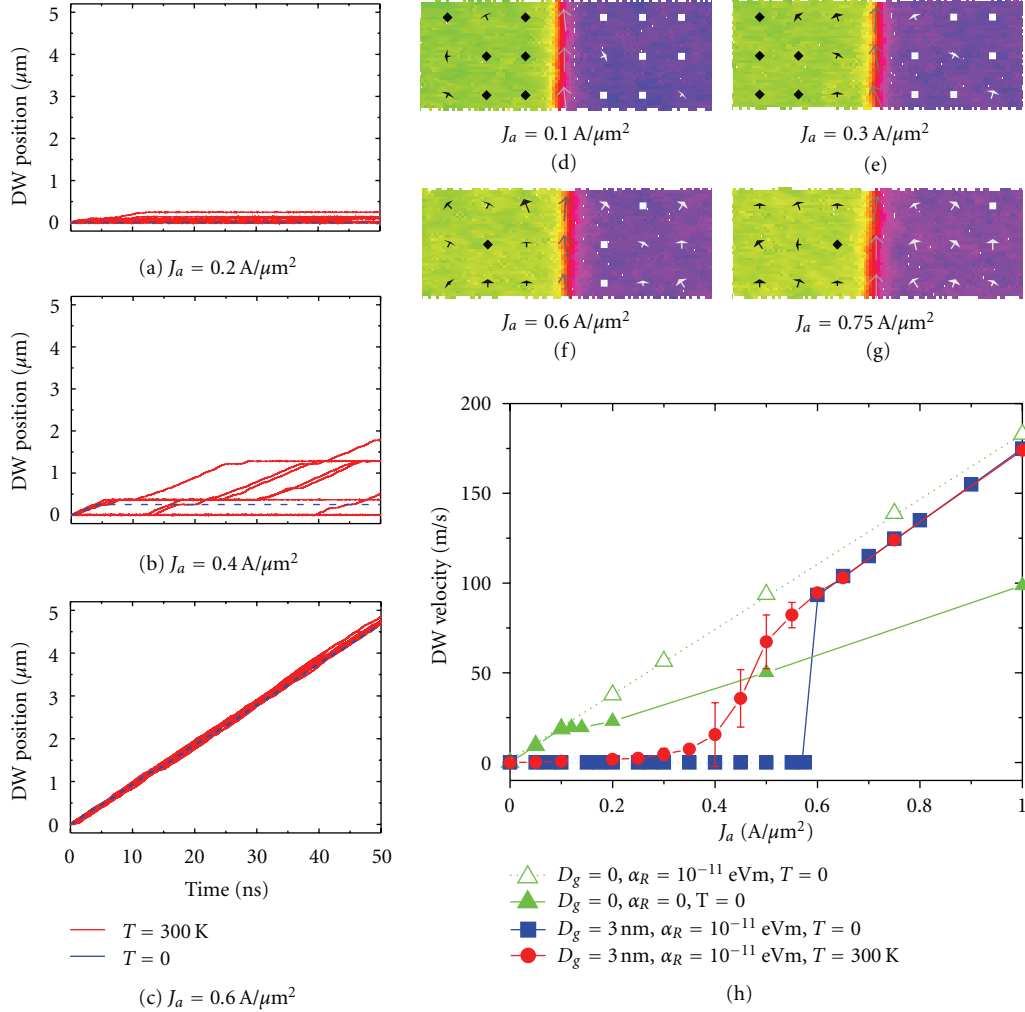 DW position (μm)
5
4
3
2
1
0
(a) J_a = 0.2 A/μm²
DW position (μm)
5
4
3
2
1
0
(b) J_a = 0.4 A/μm²
DW position (μm)
5
4
3
2
1
0
0 10 20 30 40 50
Time (ns)
T = 300 K
T = 0
(c) J_a = 0.6 A/μm²
J_a = 0.1 A/μm²
(d)
J_a = 0.3 A/μm²
(e)
J_a = 0.6 A/μm²
(f)
J_a = 0.75 A/μm²
(g)
DW velocity (m/s)
200
150
100
50
0
0 0.2 0.4 0.6 0.8 1
J_a (A/μm²)
D_g = 0, α_R = 10⁻¹¹ eVm, T = 0
D_g = 0, α_R = 0, T = 0
D_g = 3 nm, α_R = 10⁻¹¹ eVm, T = 0
D_g = 3 nm, α_R = 10⁻¹¹ eVm, T = 300 K
(h)